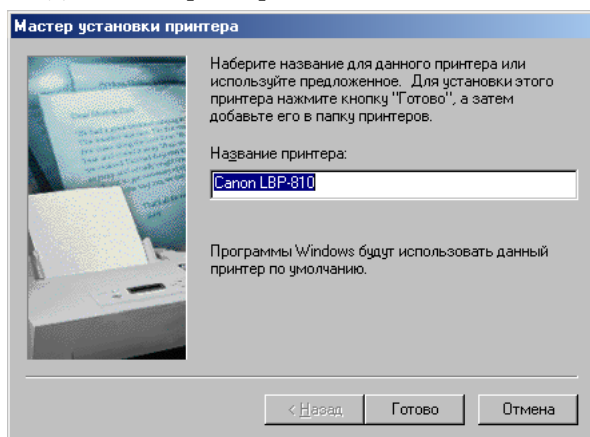 Мастер установки принтера
Наберите название для данного принтера или
используйте предложенное. Для установки этого
принтера нажмите кнопку "Готово", а затем
добавьте его в папку принтеров.
Название принтера:
Canon LBP-810
Программы Windows будут использовать данный
принтер по умолчанию.
< Назад
Готово
Отмена